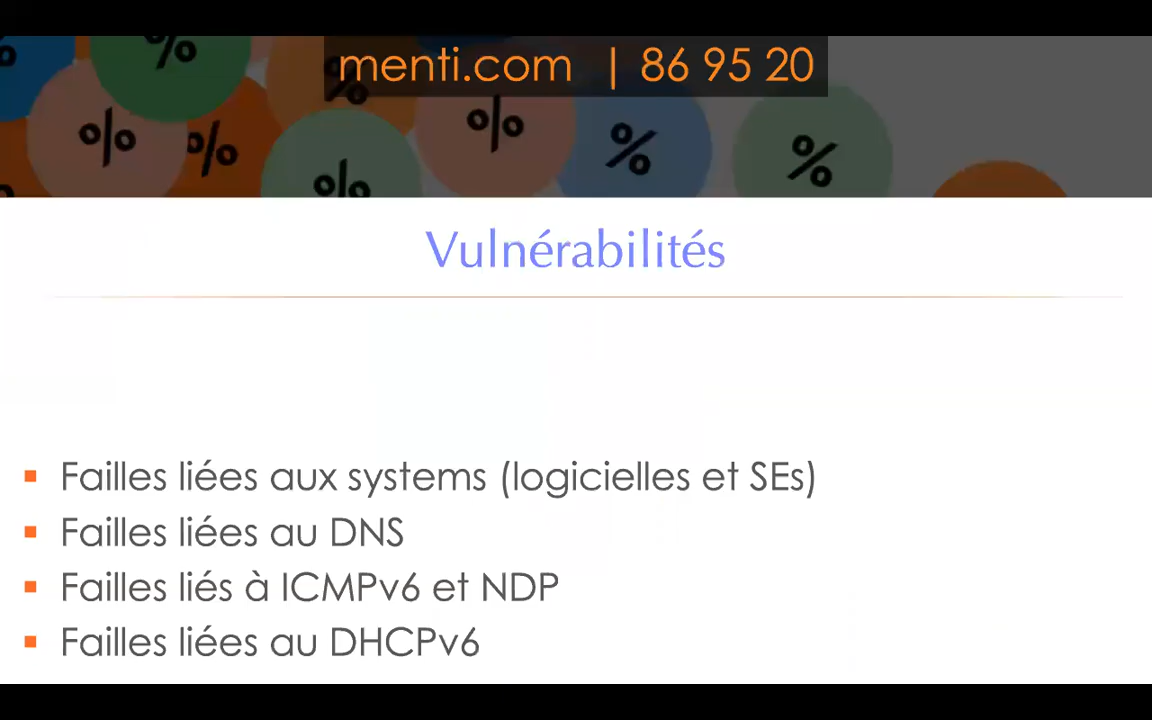 menti.com | 86 95 20
% % % % % % % %
Vulnérabilités
▪ Failles liées aux systems (logicielles et SEs)
▪ Failles liées au DNS
▪ Failles liés à ICMPv6 et NDP
▪ Failles liées au DHCPv6